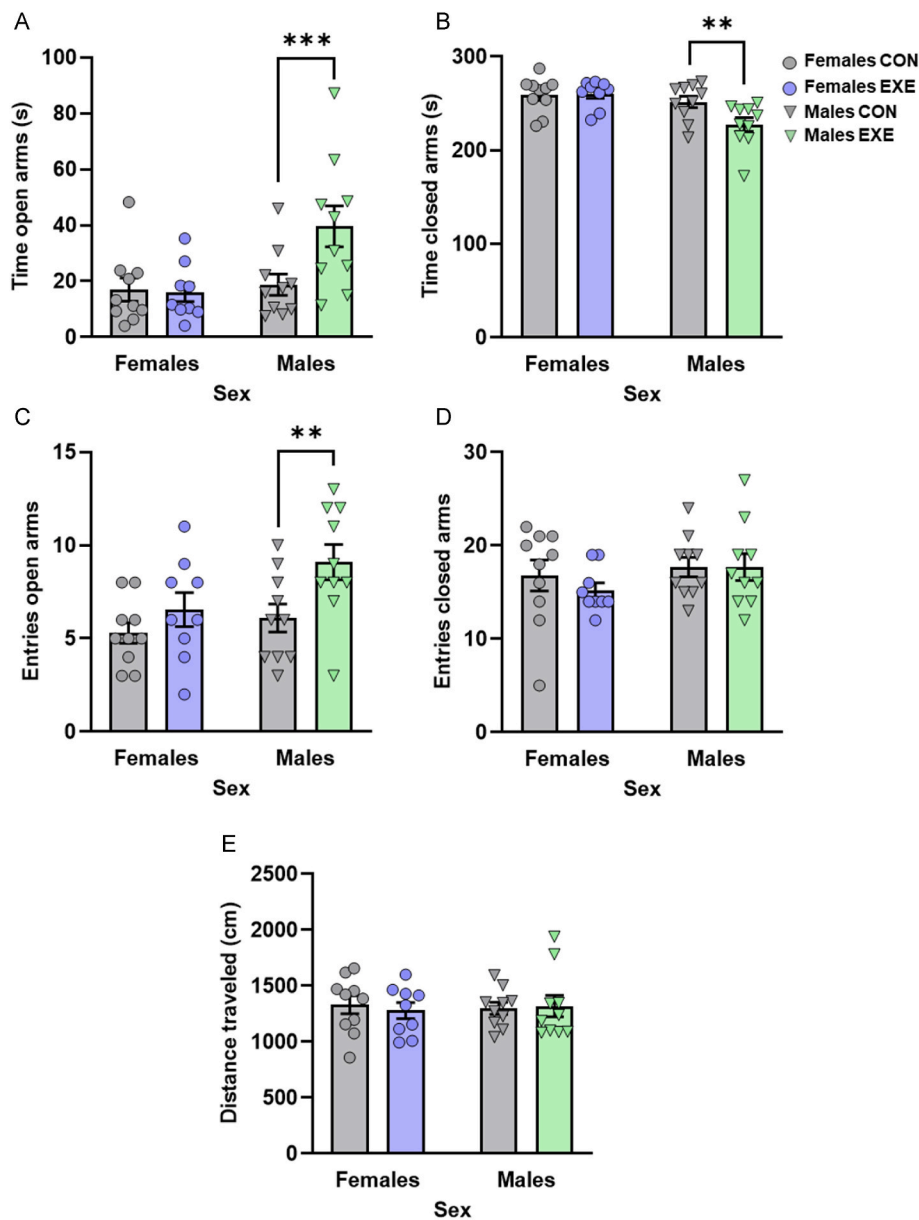 A
Time open arms (s)
100
80
60
40
20
0
***
Females
Males
Sex
B
Time closed arms (s)
300
200
100
0
**
Females
Males
Sex
Females CON
Females EXE
Males CON
Males EXE
C
Entries open arms
15
10
5
0
**
Females
Males
Sex
D
Entries closed arms
30
20
10
0
Females
Males
Sex
E
Distance traveled (cm)
2500
2000
1500
1000
500
0
Females
Males
Sex